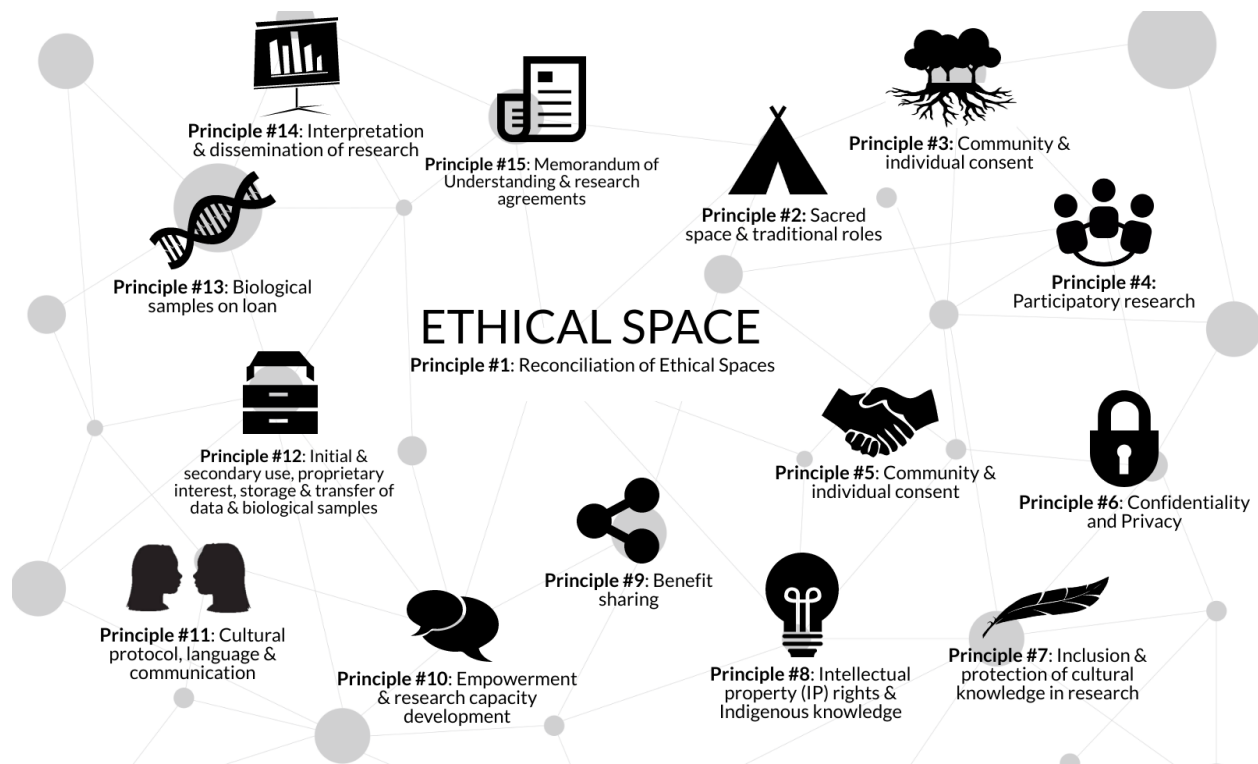 ETHICAL SPACE
Principle #1: Reconciliation of Ethical Spaces
Principle #2: Sacred
space & traditional roles
Principle #3: Community &
individual consent
Principle #4:
Participatory research
Principle #5: Community &
individual consent
Principle #6: Confidentiality
and Privacy
Principle #7: Inclusion &
protection of cultural
knowledge in research
Principle #8: Intellectual
property (IP) rights &
Indigenous knowledge
Principle #9: Benefit
sharing
Principle #10: Empowerment
& research capacity
development
Principle #11: Cultural
protocol, language &
communication
Principle #12: Initial &
secondary use, proprietary
interest, storage & transfer of
data & biological samples
Principle #13: Biological
samples on loan
Principle #14: Interpretation
& dissemination of research
Principle #15: Memorandum of
Understanding & research
agreements